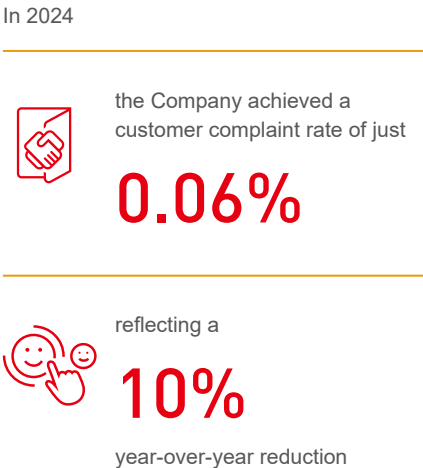 In 2024
the Company achieved a
customer complaint rate of just
0.06%
reflecting a
10%
year-over-year reduction